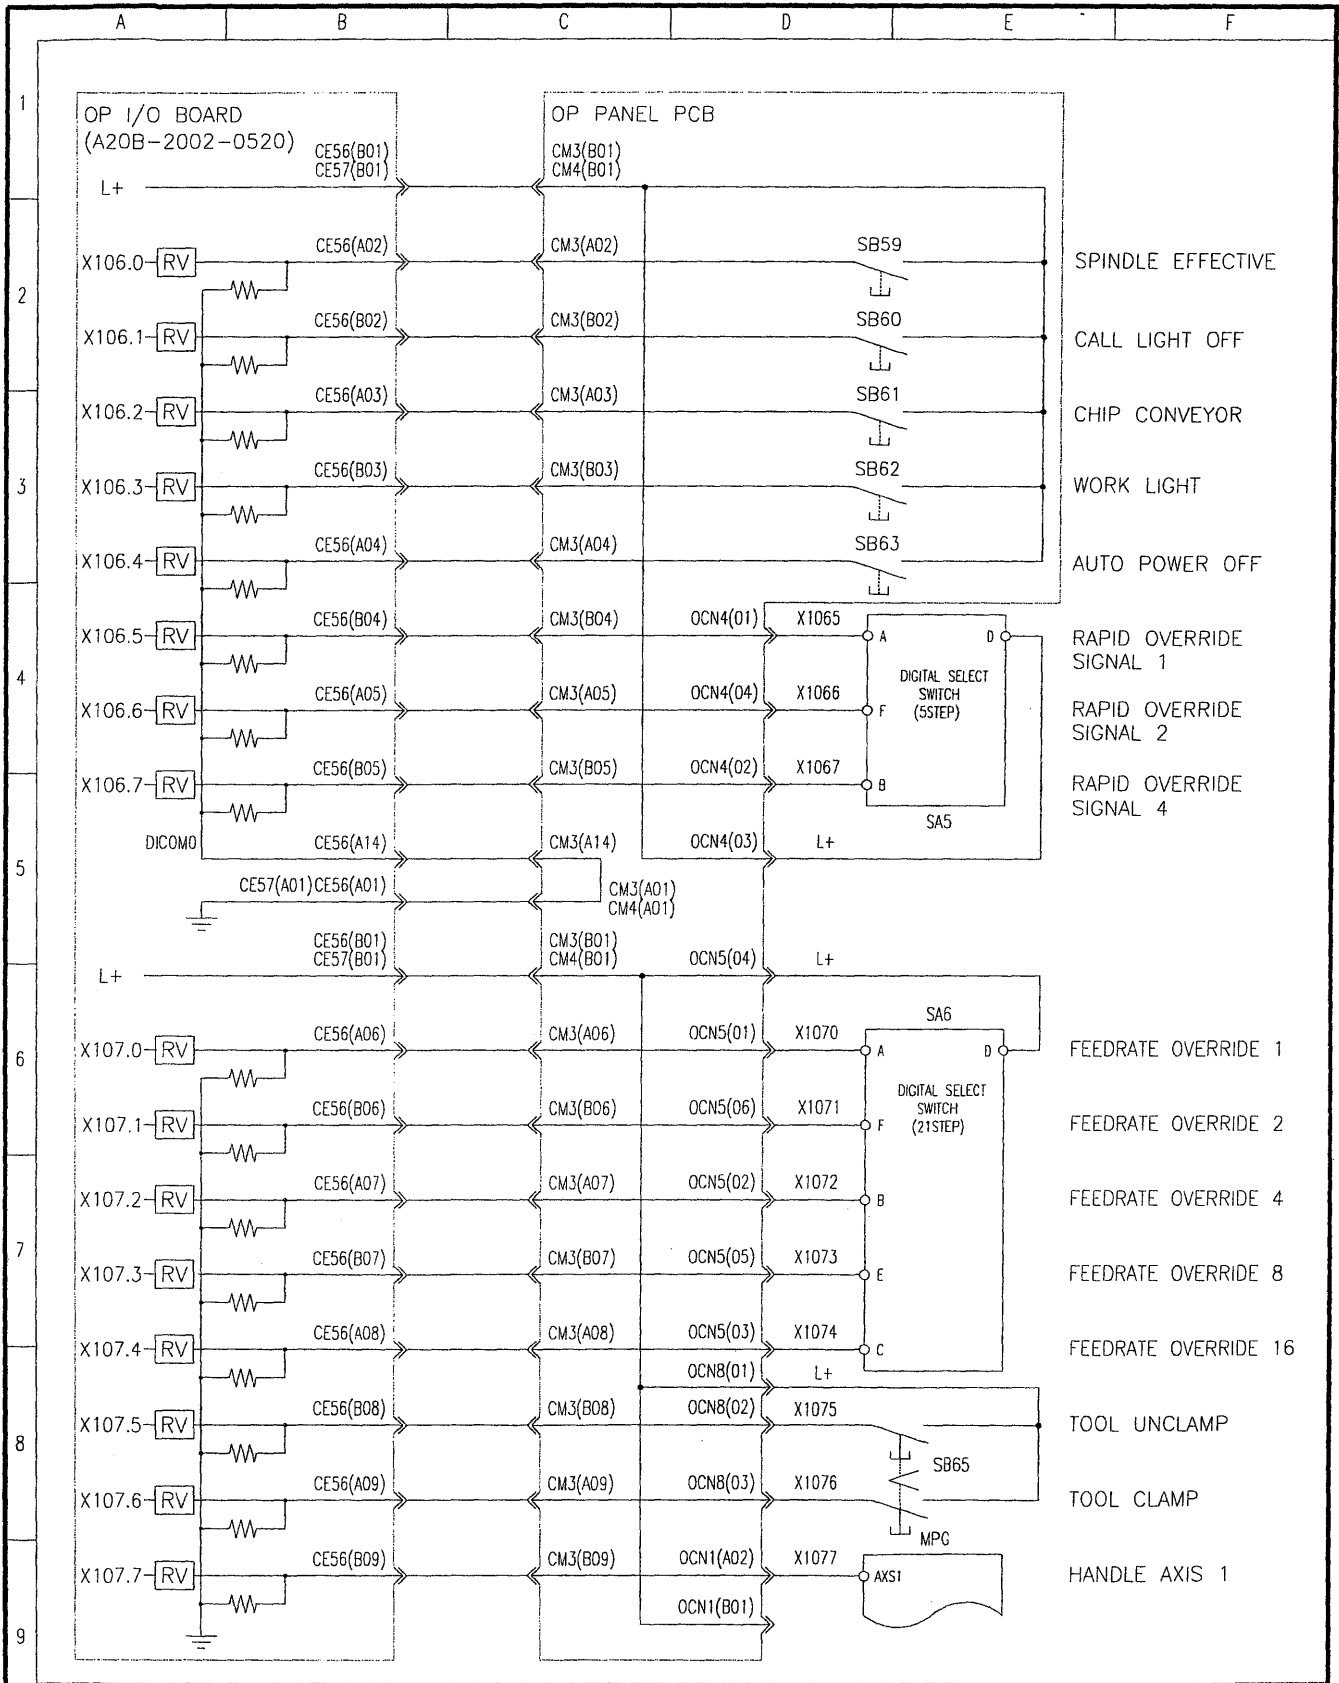 A B C D E F
1
OP I/O BOARD
(A20B-2002-0520)
OP PANEL PCB
CE56(B01) CM3(B01)
CE57(B01) CM4(B01)
L+
X106.0 RV CE56(A02) CM3(A02) SB59 SPINDLE EFFECTIVE
2
X106.1 RV CE56(B02) CM3(B02) SB60 CALL LIGHT OFF
X106.2 RV CE56(A03) CM3(A03) SB61 CHIP CONVEYOR
3
X106.3 RV CE56(B03) CM3(B03) SB62 WORK LIGHT
X106.4 RV CE56(A04) CM3(A04) SB63 AUTO POWER OFF
X106.5 RV CE56(B04) CM3(B04) OCN4(01) X1065 A D RAPID OVERRIDE
SIGNAL 1
4
DIGITAL SELECT
SWITCH
(5STEP)
X106.6 RV CE56(A05) CM3(A05) OCN4(04) X1066 F RAPID OVERRIDE
SIGNAL 2
X106.7 RV CE56(B05) CM3(B05) OCN4(02) X1067 B RAPID OVERRIDE
SIGNAL 4
SA5
DICOM0 CE56(A14) CM3(A14) OCN4(03) L+
5
CE57(A01) CE56(A01) CM3(A01)
CM4(A01)
CE56(B01) CM3(B01)
CE57(B01) CM4(B01) OCN5(04) L+
L+
SA6
6
X107.0 RV CE56(A06) CM3(A06) OCN5(01) X1070 A D FEEDRATE OVERRIDE 1
DIGITAL SELECT
SWITCH
(21STEP)
X107.1 RV CE56(B06) CM3(B06) OCN5(06) X1071 F FEEDRATE OVERRIDE 2
X107.2 RV CE56(A07) CM3(A07) OCN5(02) X1072 B FEEDRATE OVERRIDE 4
7
X107.3 RV CE56(B07) CM3(B07) OCN5(05) X1073 E FEEDRATE OVERRIDE 8
X107.4 RV CE56(A08) CM3(A08) OCN5(03) X1074 C FEEDRATE OVERRIDE 16
OCN8(01) L+
X107.5 RV CE56(B08) CM3(B08) OCN8(02) X1075 TOOL UNCLAMP
8
SB65
X107.6 RV CE56(A09) CM3(A09) OCN8(03) X1076 TOOL CLAMP
MPG
X107.7 RV CE56(B09) CM3(B09) OCN1(A02) X1077 AXS1 HANDLE AXIS 1
OCN1(B01)
9